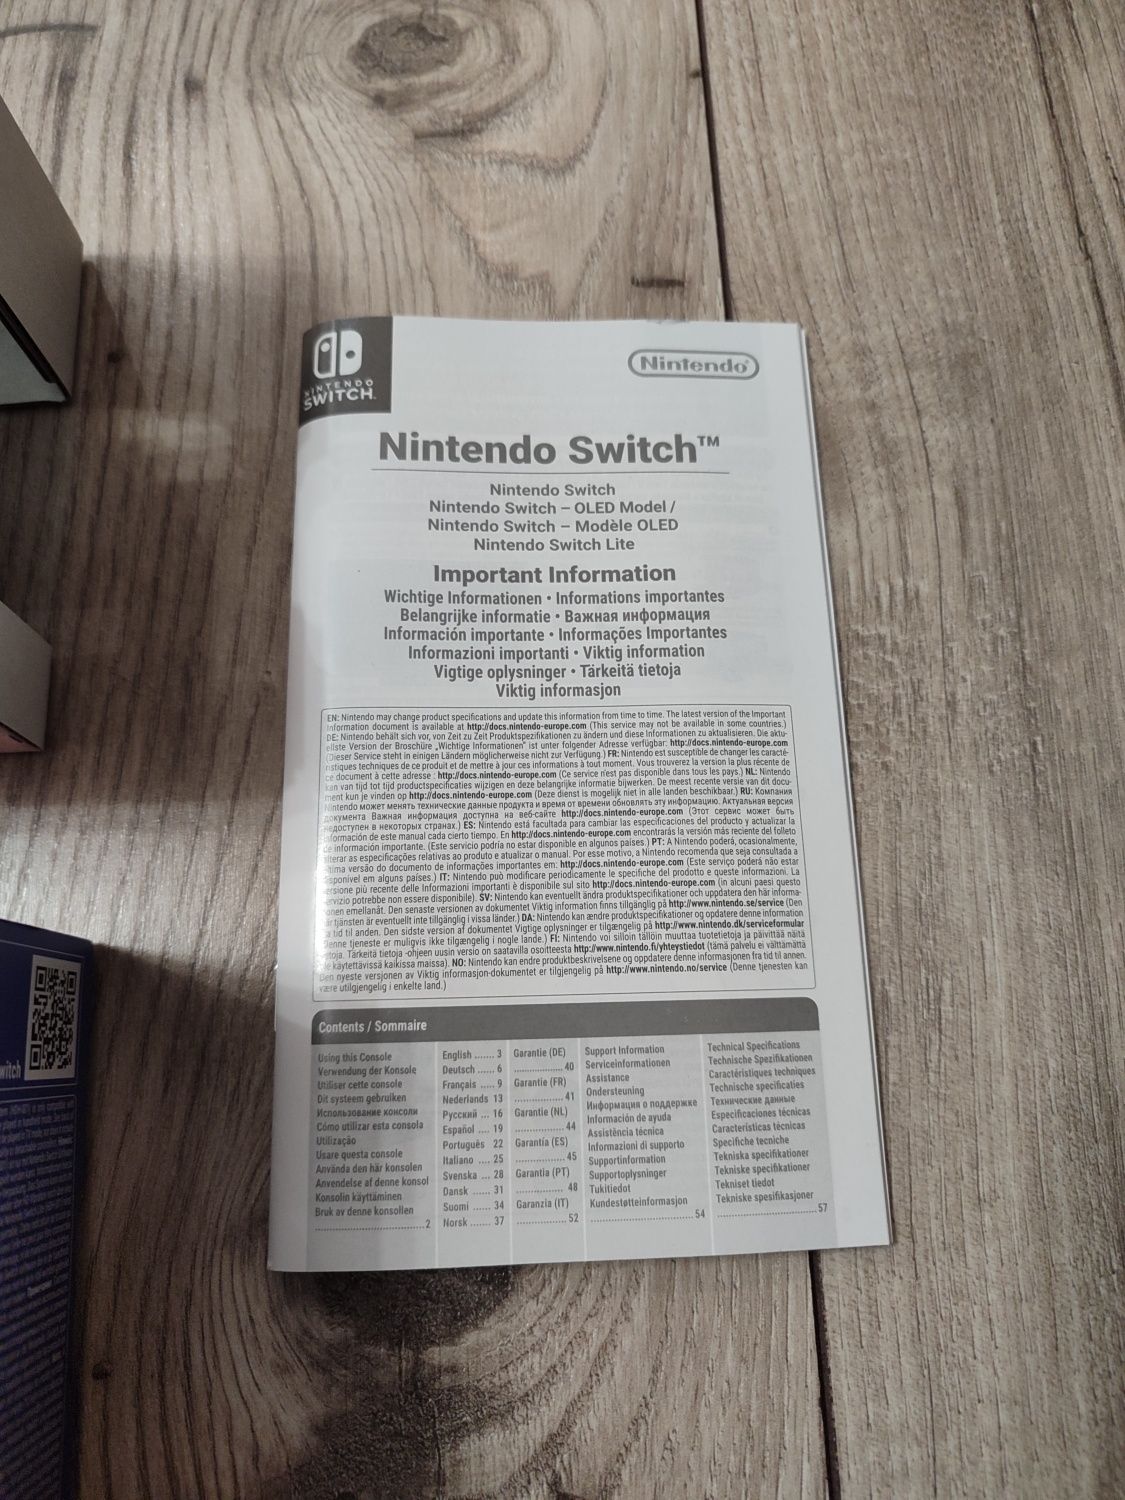 NINTENDO
SWITCH
Nintendo
Nintendo Switch™
Nintendo Switch
Nintendo Switch – OLED Model /
Nintendo Switch – Modèle OLED
Nintendo Switch Lite
Important Information
Wichtige Informationen • Informations importantes
Belangrijke informatie • Важная информация
Información importante • Informações Importantes
Informazioni importanti • Viktig information
Vigtige oplysninger • Tärkeitä tietoja
Viktig informasjon
EN: Nintendo may change product specifications and update this information from time to time. The latest version of the Important
Information document is available at http://docs.nintendo-europe.com (This service may not be available in some countries.)
DE: Nintendo behält sich vor, von Zeit zu Zeit Produktspezifikationen zu ändern und diese Informationen zu aktualisieren. Die aktu-
ellste Version der Broschüre „Wichtige Informationen" ist unter folgender Adresse verfügbar: http://docs.nintendo-europe.com
(Dieser Service steht in einigen Ländern möglicherweise nicht zur Verfügung.) FR: Nintendo est susceptible de changer les caracté-
ristiques techniques de ce produit et de mettre à jour ces informations à tout moment. Vous trouverez la version la plus récente de
ce document à cette adresse : http://docs.nintendo-europe.com (Ce service n'est pas disponible dans tous les pays.) NL: Nintendo
kan van tijd tot tijd productspecificaties wijzigen en deze belangrijke informatie bijwerken. De meest recente versie van dit docu-
ment kun je vinden op http://docs.nintendo-europe.com (Deze dienst is mogelijk niet in alle landen beschikbaar.) RU: Компания
Nintendo может менять технические данные продукта и время от времени обновлять эту информацию. Актуальная версия
документа Важная информация доступна на веб-сайте http://docs.nintendo-europe.com (Этот сервис может быть
недоступен в некоторых странах.) ES: Nintendo está facultada para cambiar las especificaciones del producto y actualizar la
información de este manual cada cierto tiempo. En http://docs.nintendo-europe.com encontrarás la versión más reciente del folleto
de información importante. (Este servicio podría no estar disponible en algunos países.) PT: A Nintendo poderá, ocasionalmente,
alterar as especificações relativas ao produto e atualizar o manual. Por esse motivo, a Nintendo recomenda que seja consultada a
última versão do documento de informações importantes em: http://docs.nintendo-europe.com (Este serviço poderá não estar
disponível em alguns países.) IT: Nintendo può modificare periodicamente le specifiche del prodotto e queste informazioni. La
versione più recente delle Informazioni importanti è disponibile sul sito http://docs.nintendo-europe.com (in alcuni paesi questo
servizio potrebbe non essere disponibile). SV: Nintendo kan eventuellt ändra produktspecifikationer och uppdatera den här informa-
tionen emellanåt. Den senaste versionen av dokumentet Viktig information finns tillgänglig på http://www.nintendo.se/service (Den
här tjänsten är eventuellt inte tillgänglig i vissa länder.) DA: Nintendo kan ændre produktspecifikationer og opdatere denne information
fra tid til anden. Den sidste version af dokumentet Vigtige oplysninger er tilgængelig på http://www.nintendo.dk/serviceformular
(Denne tjeneste er muligvis ikke tilgængelig i nogle lande.) FI: Nintendo voi silloin tällöin muuttaa tuotetietoja ja päivittää näitä
tietoja. Tärkeitä tietoja -ohjeen uusin versio on saatavilla osoitteesta http://www.nintendo.fi/yhteystiedot (tämä palvelu ei välttämättä
ole käytettävissä kaikissa maissa). NO: Nintendo kan endre produktbeskrivelsene og oppdatere denne informasjonen fra tid til annen.
Den nyeste versjonen av Viktig informasjon-dokumentet er tilgjengelig på http://www.nintendo.no/service (Denne tjenesten kan
være utilgjengelig i enkelte land.)
Contents / Sommaire
Using this Console
Verwendung der Konsole
Utiliser cette console
Dit systeem gebruiken
Использование консоли
Cómo utilizar esta consola
Utilização
Usare questa console
Använda den här konsolen
Anvendelse af denne konsol
Konsolin käyttäminen
Bruk av denne konsollen
.............................2
English ....... 3
Deutsch ...... 6
Français ..... 9
Nederlands 13
Русский ... 16
Español .... 19
Português 22
Italiano .... 25
Svenska ... 28
Dansk ...... 31
Suomi ...... 34
Norsk ....... 37
Garantie (DE)
................. 40
Garantie (FR)
................. 41
Garantie (NL)
................. 44
Garantía (ES)
................. 45
Garantia (PT)
................. 48
Garanzia (IT)
................. 52
Support Information
Serviceinformationen
Assistance
Ondersteuning
Информация о поддержке
Información de ayuda
Assistência técnica
Informazioni di supporto
Supportinformation
Supportoplysninger
Tukitiedot
Kundestøtteinformasjon
............................. 54
Technical Specifications
Technische Spezifikationen
Caractéristiques techniques
Technische specificaties
Технические данные
Especificaciones técnicas
Características técnicas
Specifiche tecniche
Tekniska specifikationer
Tekniske specifikationer
Tekniset tiedot
Tekniske spesifikasjoner
............................. 57
witch